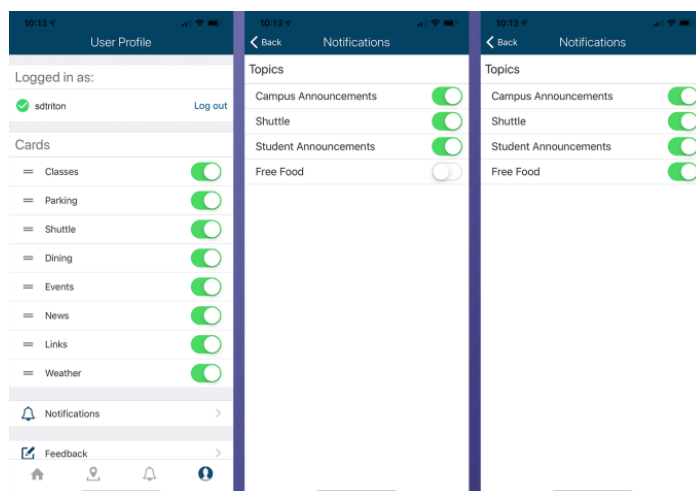 10:13
User Profile
Logged in as:
sdtriton
Log out
Cards
Classes
Parking
Shuttle
Dining
Events
News
Links
Weather
Notifications
Feedback
10:13
Back
Notifications
Topics
Campus Announcements
Shuttle
Student Announcements
Free Food
10:13
Back
Notifications
Topics
Campus Announcements
Shuttle
Student Announcements
Free Food